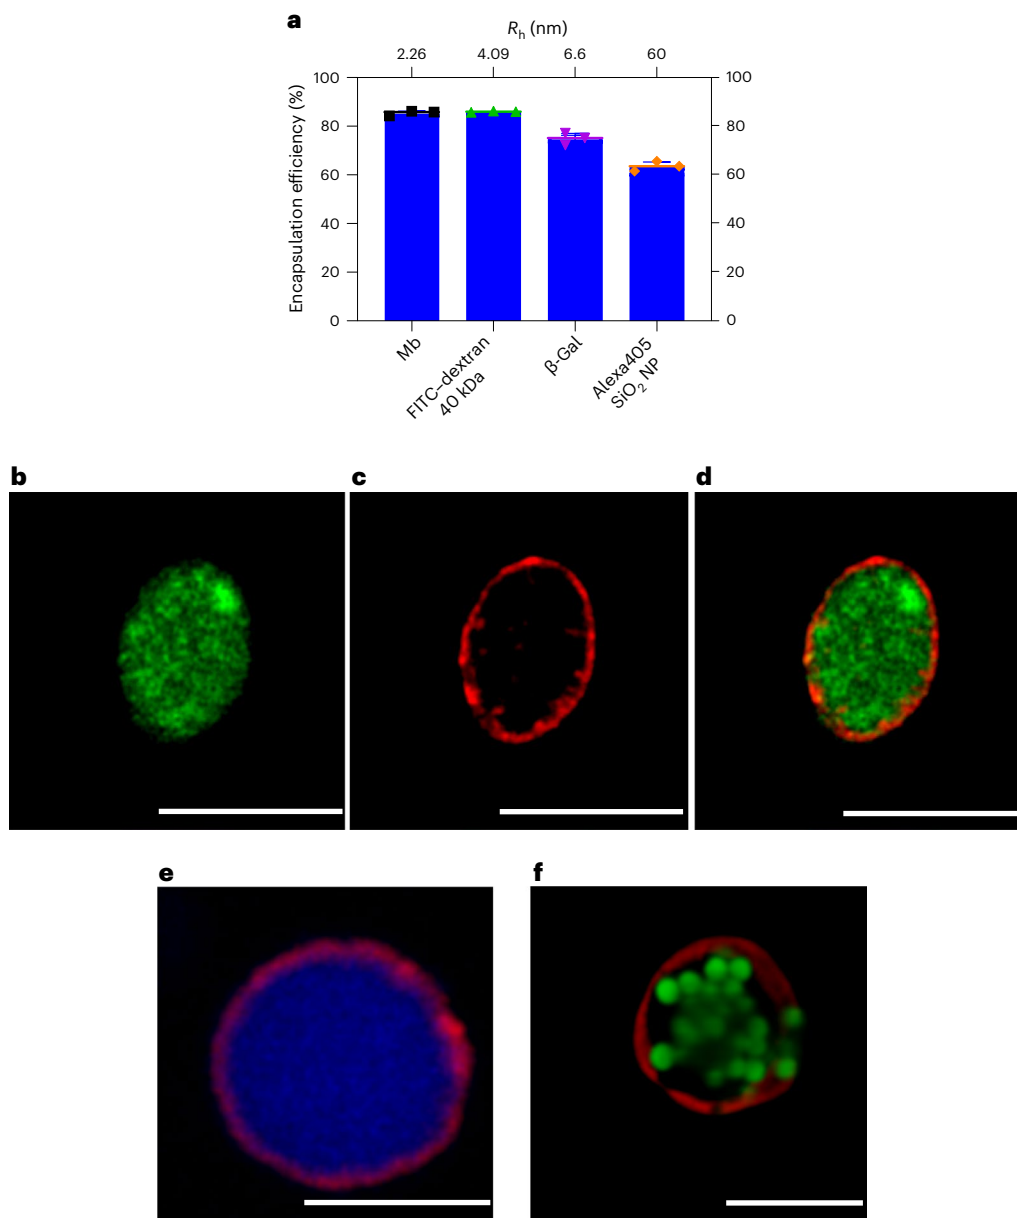 a
Rh (nm)
2.26 4.09 6.6 60
Encapsulation efficiency (%)
100 100
80 80
60 60
40 40
20 20
0 0
Mb
FITC–dextran
40 kDa
β-Gal
Alexa405
SiO2 NP
b c d
e f